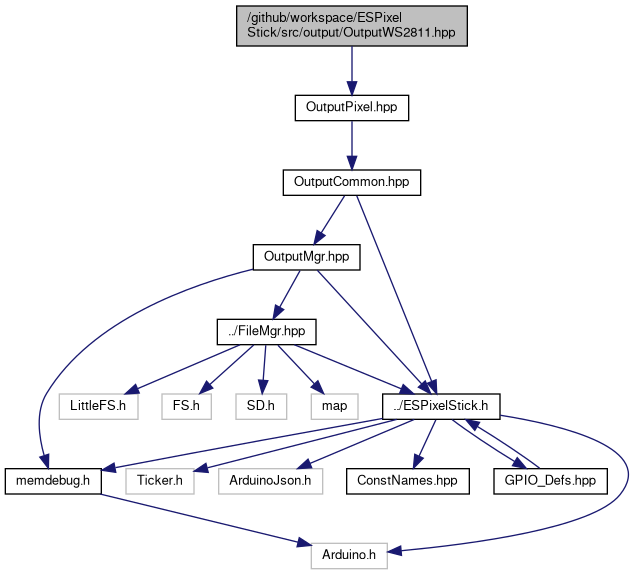 /github/workspace/ESPixel
Stick/src/output/OutputWS2811.hpp
OutputPixel.hpp
OutputCommon.hpp
OutputMgr.hpp
../FileMgr.hpp
LittleFS.h
FS.h
SD.h
map
../ESPixelStick.h
memdebug.h
Ticker.h
ArduinoJson.h
ConstNames.hpp
GPIO_Defs.hpp
Arduino.h